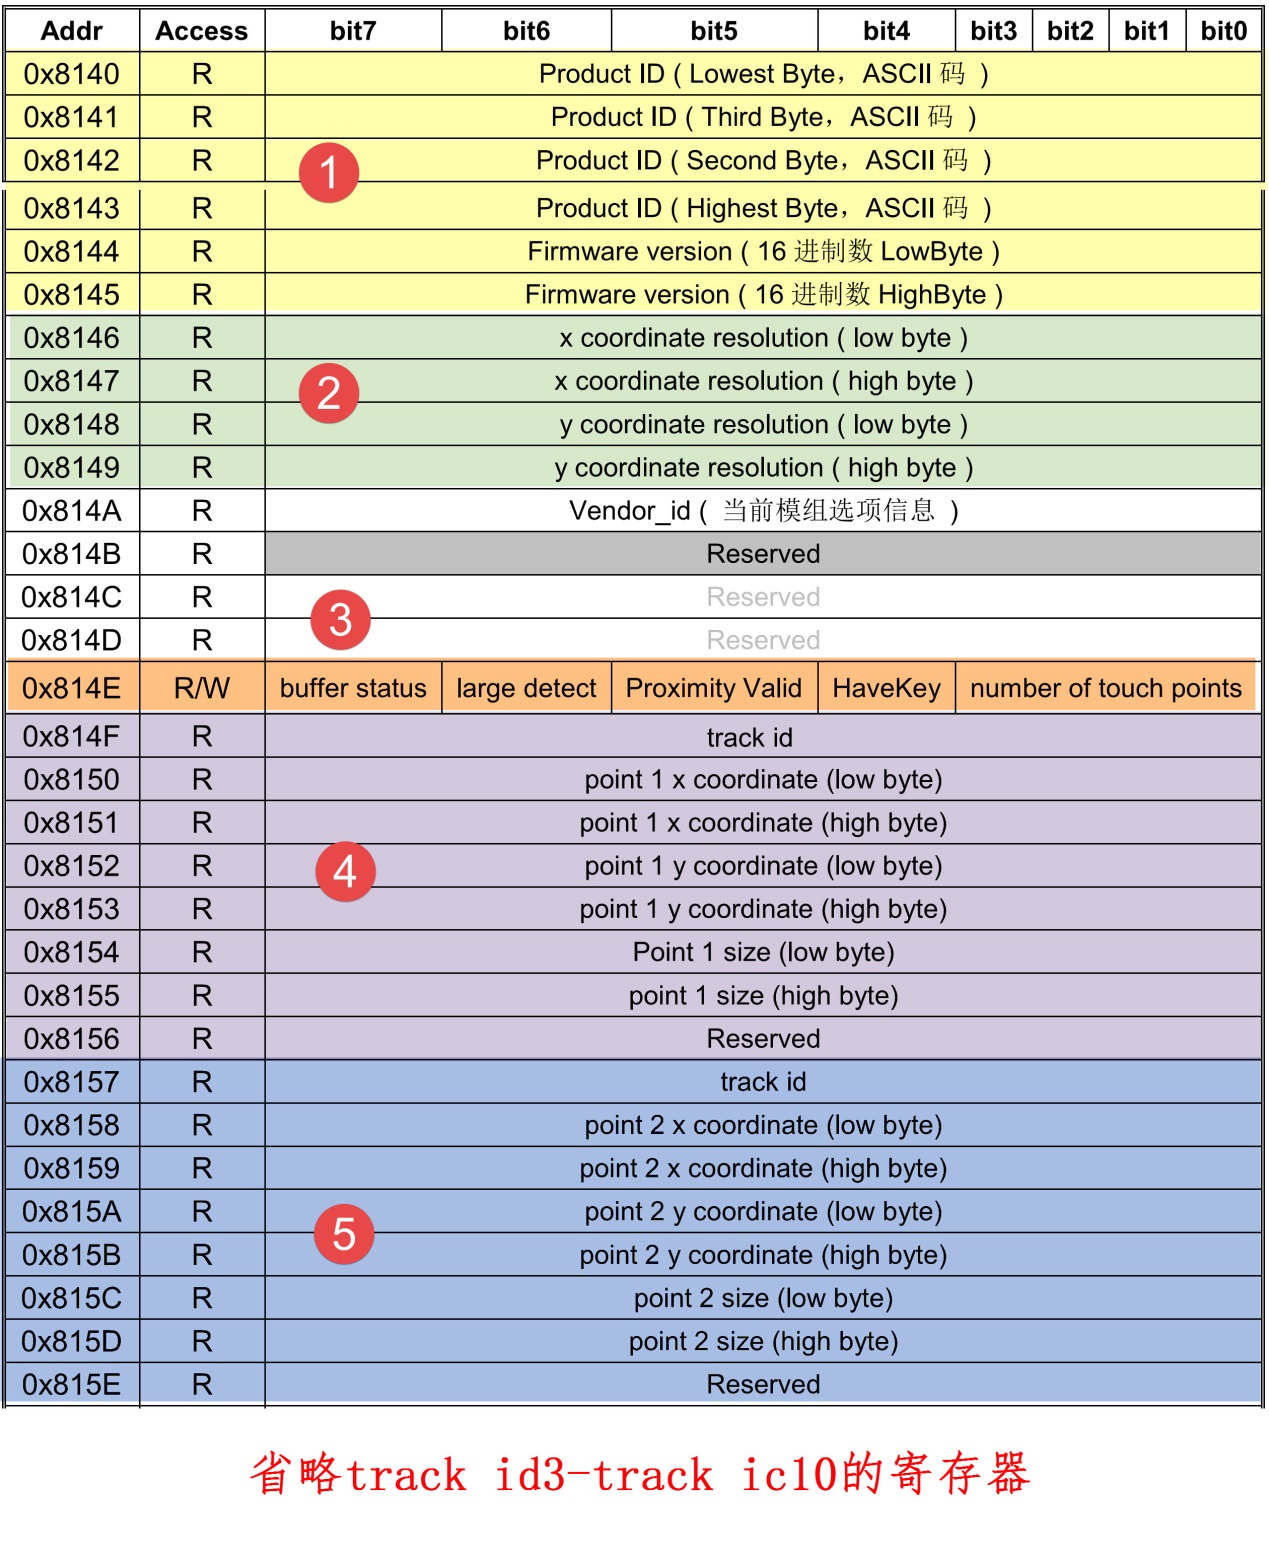 Addr Access bit7 bit6 bit5 bit4 bit3 bit2 bit1 bit0
0x8140 R Product ID ( Lowest Byte，ASCII 码 )
0x8141 R Product ID ( Third Byte，ASCII 码 )
0x8142 R Product ID ( Second Byte，ASCII 码 )
1
0x8143 R Product ID ( Highest Byte，ASCII 码 )
0x8144 R Firmware version ( 16 进制数 LowByte )
0x8145 R Firmware version ( 16 进制数 HighByte )
0x8146 R x coordinate resolution ( low byte )
0x8147 R x coordinate resolution ( high byte )
2
0x8148 R y coordinate resolution ( low byte )
0x8149 R y coordinate resolution ( high byte )
0x814A R Vendor_id ( 当前模组选项信息 )
0x814B R Reserved
0x814C R Reserved
3
0x814D R Reserved
0x814E R/W buffer status large detect Proximity Valid HaveKey number of touch points
0x814F R track id
0x8150 R point 1 x coordinate (low byte)
0x8151 R point 1 x coordinate (high byte)
0x8152 R point 1 y coordinate (low byte)
4
0x8153 R point 1 y coordinate (high byte)
0x8154 R Point 1 size (low byte)
0x8155 R point 1 size (high byte)
0x8156 R Reserved
0x8157 R track id
0x8158 R point 2 x coordinate (low byte)
0x8159 R point 2 x coordinate (high byte)
0x815A R point 2 y coordinate (low byte)
5
0x815B R point 2 y coordinate (high byte)
0x815C R point 2 size (low byte)
0x815D R point 2 size (high byte)
0x815E R Reserved
省略track id3-track ic10的寄存器